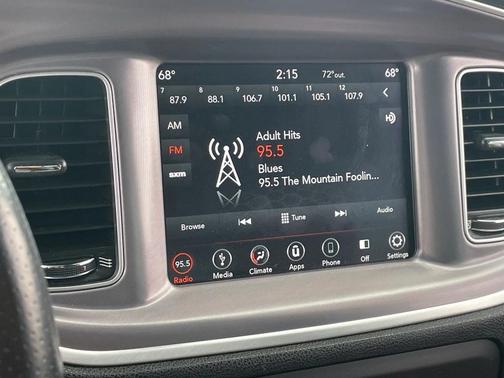 68° 2:15 72°out. 68°
7 8 9 10 11 12
87.9 88.1 106.7 101.1 105.1 107.9
AM
FM
sxm
Adult Hits
95.5
Blues
95.5 The Mountain Foolin...
Browse Tune Audio
95.5
Radio Media Climate Apps Phone Off Settings